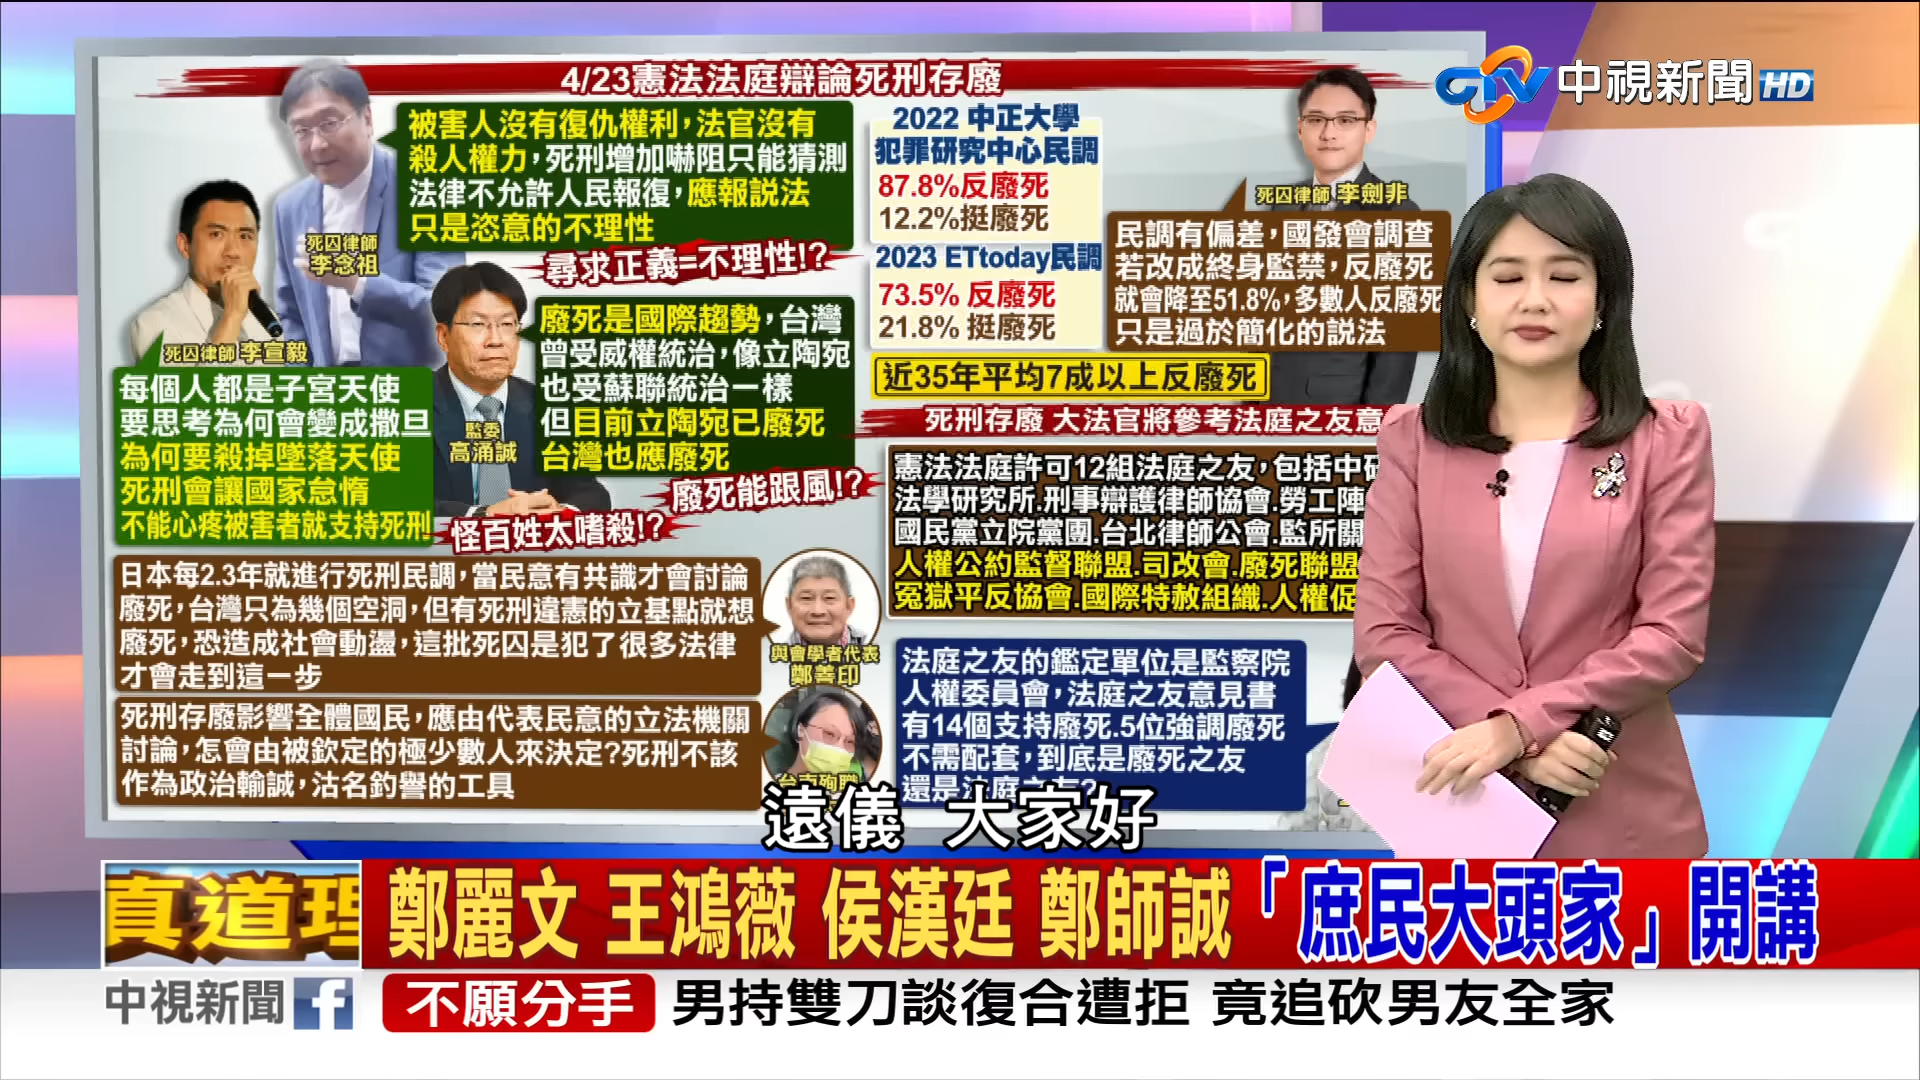 4/23憲法法庭辯論死刑存廢
中視新聞HD
被害人沒有復仇權利,法官沒有
殺人權力,死刑增加嚇阻只能猜測
法律不允許人民報復,應報説法
只是恣意的不理性
死囚律師
李念祖
尋求正義=不理性!?
2022 中正大學
犯罪研究中心民調
87.8%反廢死
12.2%挺廢死
2023 ETtoday民調
73.5% 反廢死
21.8% 挺廢死
近35年平均7成以上反廢死
死囚律師 李劍非
民調有偏差,國發會調查
若改成終身監禁,反廢死
就會降至51.8%,多數人反廢死
只是過於簡化的説法
死囚律師 李宣毅
每個人都是子宮天使
要思考為何會變成撒旦
為何要殺掉墜落天使
死刑會讓國家怠惰
不能心疼被害者就支持死刑
怪百姓太嗜殺!?
監委
高涌誠
廢死是國際趨勢,台灣
曾受威權統治,像立陶宛
也受蘇聯統治一樣
但目前立陶宛已廢死
台灣也應廢死
廢死能跟風!?
死刑存廢 大法官將參考法庭之友意
憲法法庭許可12組法庭之友,包括中研
法學研究所.刑事辯護律師協會.勞工陣
國民黨立院黨團.台北律師公會.監所關
人權公約監督聯盟.司改會.廢死聯盟
冤獄平反協會.國際特赦組織.人權促
日本每2.3年就進行死刑民調,當民意有共識才會討論
廢死,台灣只為幾個空洞,但有死刑違憲的立基點就想
廢死,恐造成社會動盪,這批死囚是犯了很多法律
才會走到這一步
與會學者代表
鄭善印
死刑存廢影響全體國民,應由代表民意的立法機關
討論,怎會由被欽定的極少數人來決定?死刑不該
作為政治輸誠,沽名釣譽的工具
台南殉職
法庭之友的鑑定單位是監察院
人權委員會,法庭之友意見書
有14個支持廢死.5位強調廢死
不需配套,到底是廢死之友
還是法庭之友?
遠儀 大家好
真道理
鄭麗文 王鴻薇 侯漢廷 鄭師誠「庶民大頭家」開講
中視新聞 f
不願分手 男持雙刀談復合遭拒 竟追砍男友全家